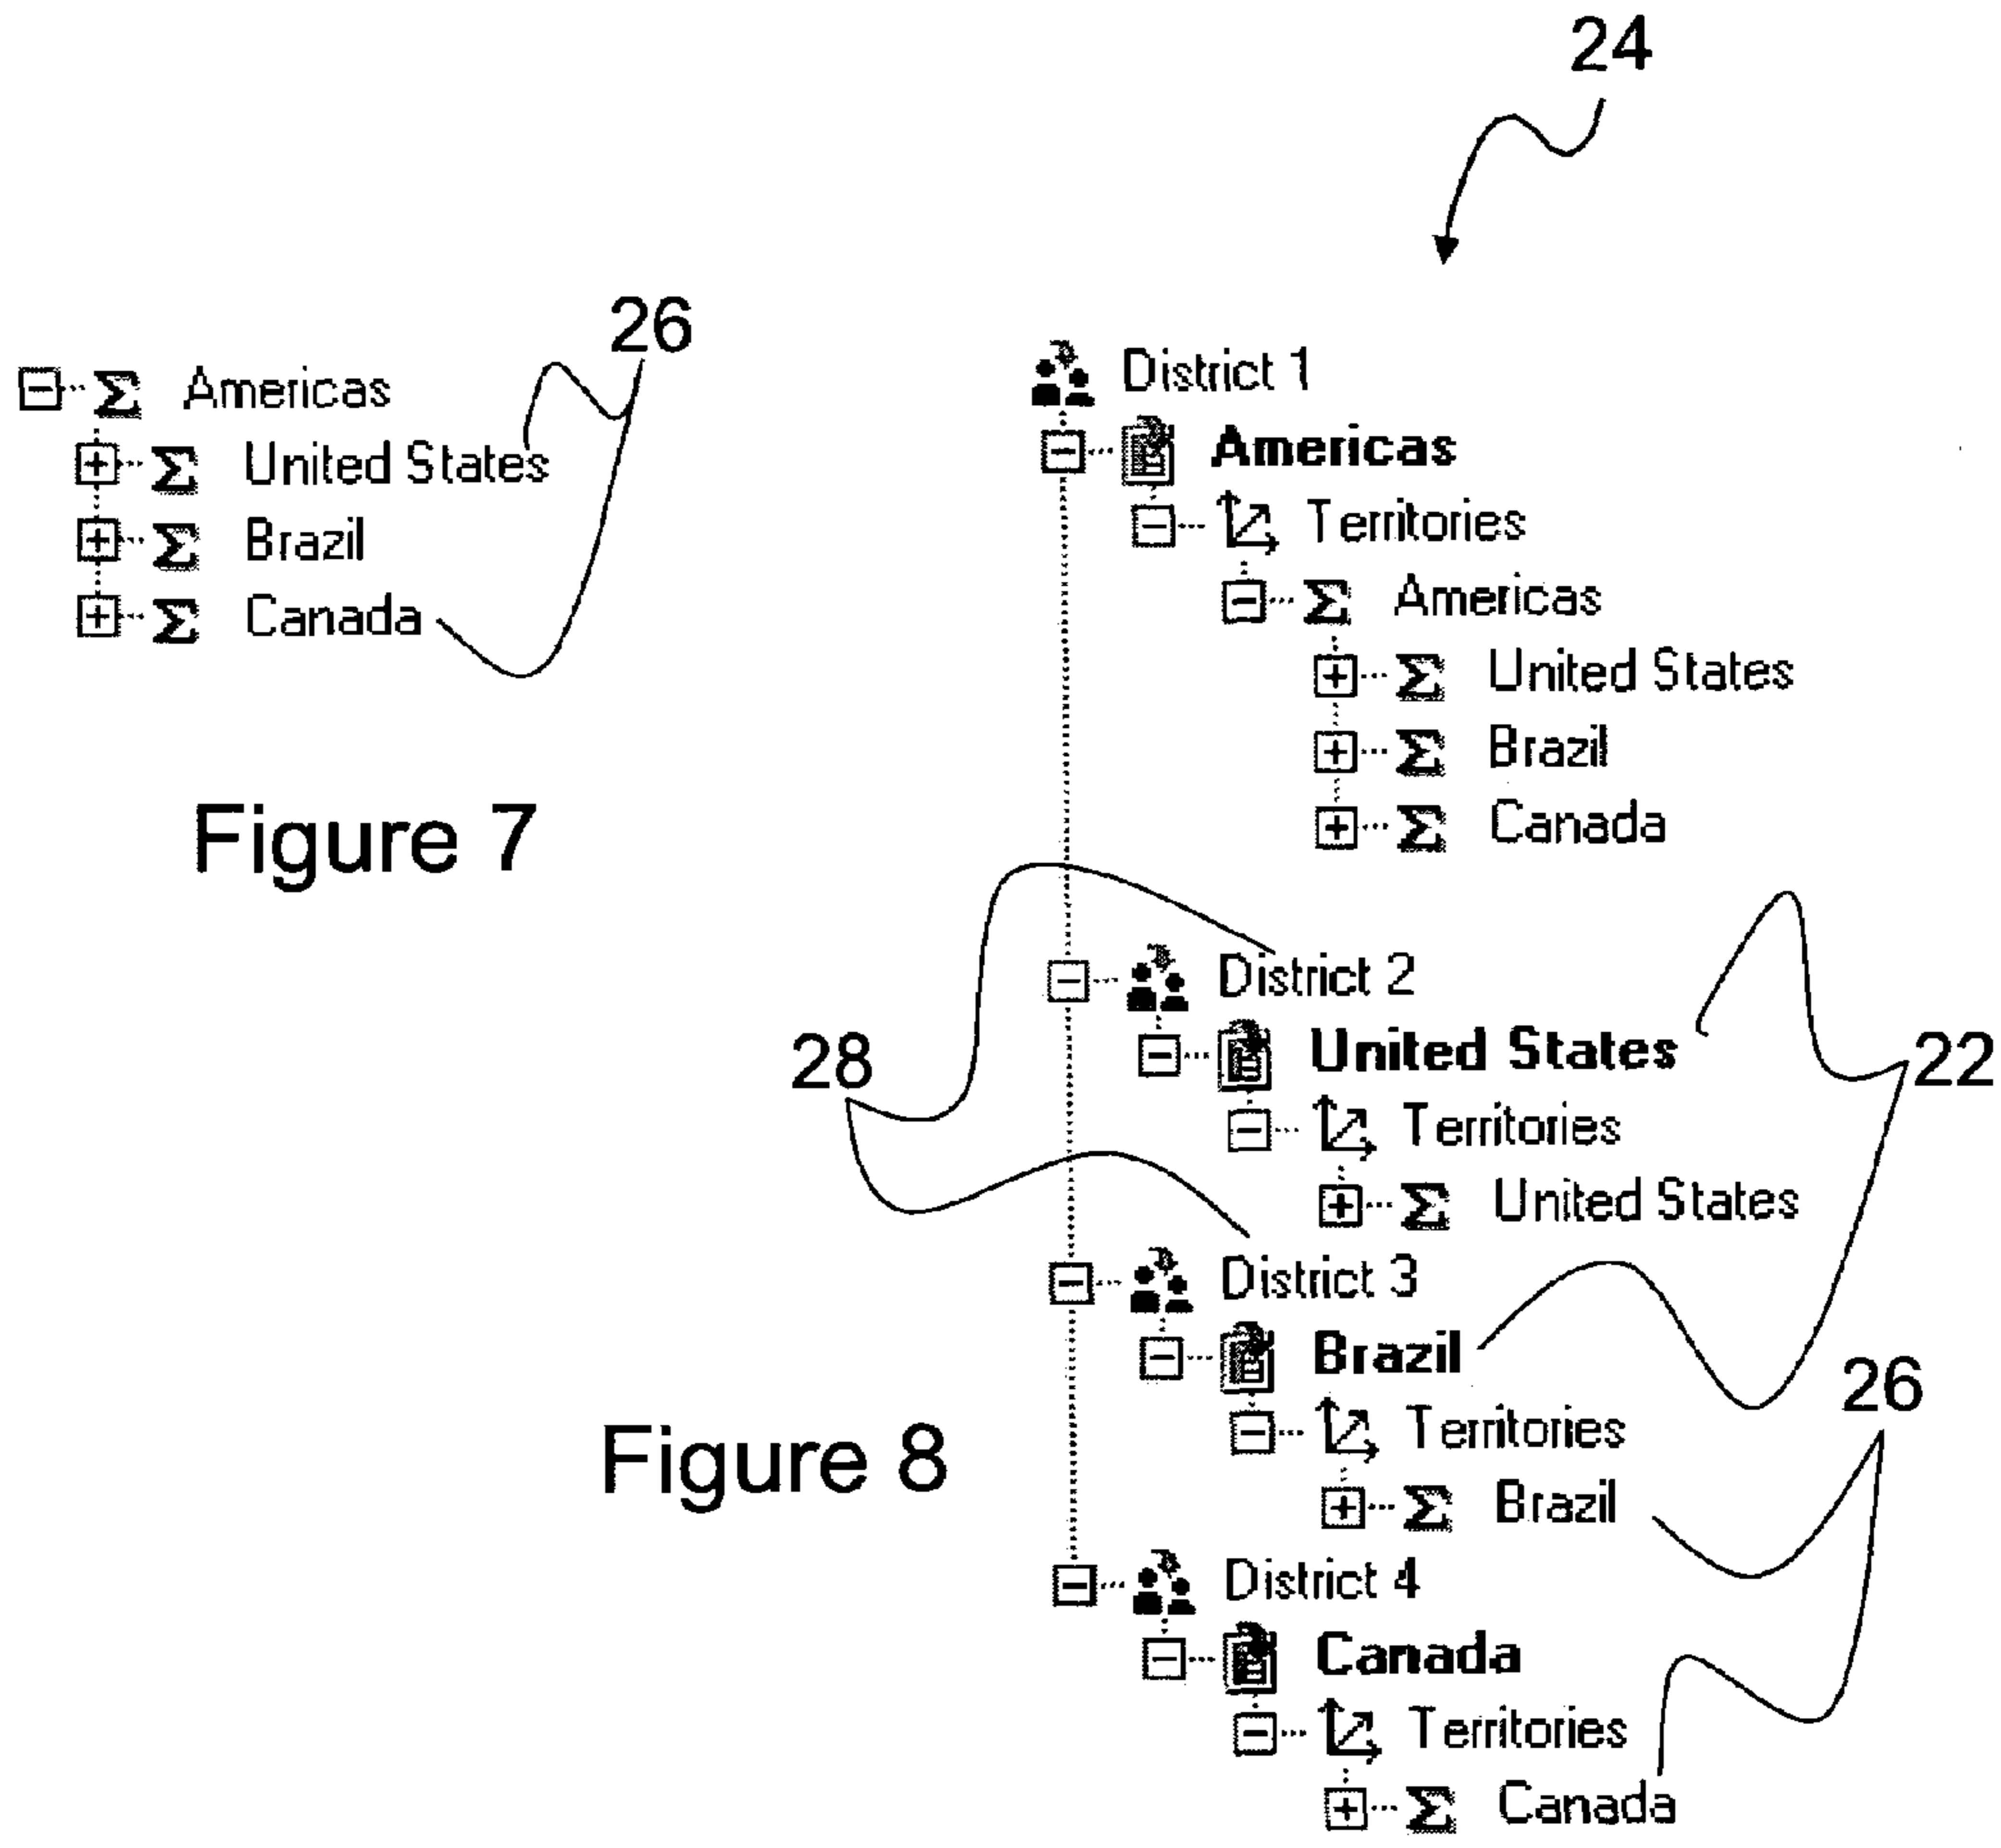 24
26
Americas
United States
Brazil
Canada
Figure 7
District 1
Americas
Territories
Americas
United States
Brazil
Canada
District 2
United States
28
22
Territories
United States
District 3
Brazil
26
Territories
Figure 8
Brazil
District 4
Canada
Territories
Canada